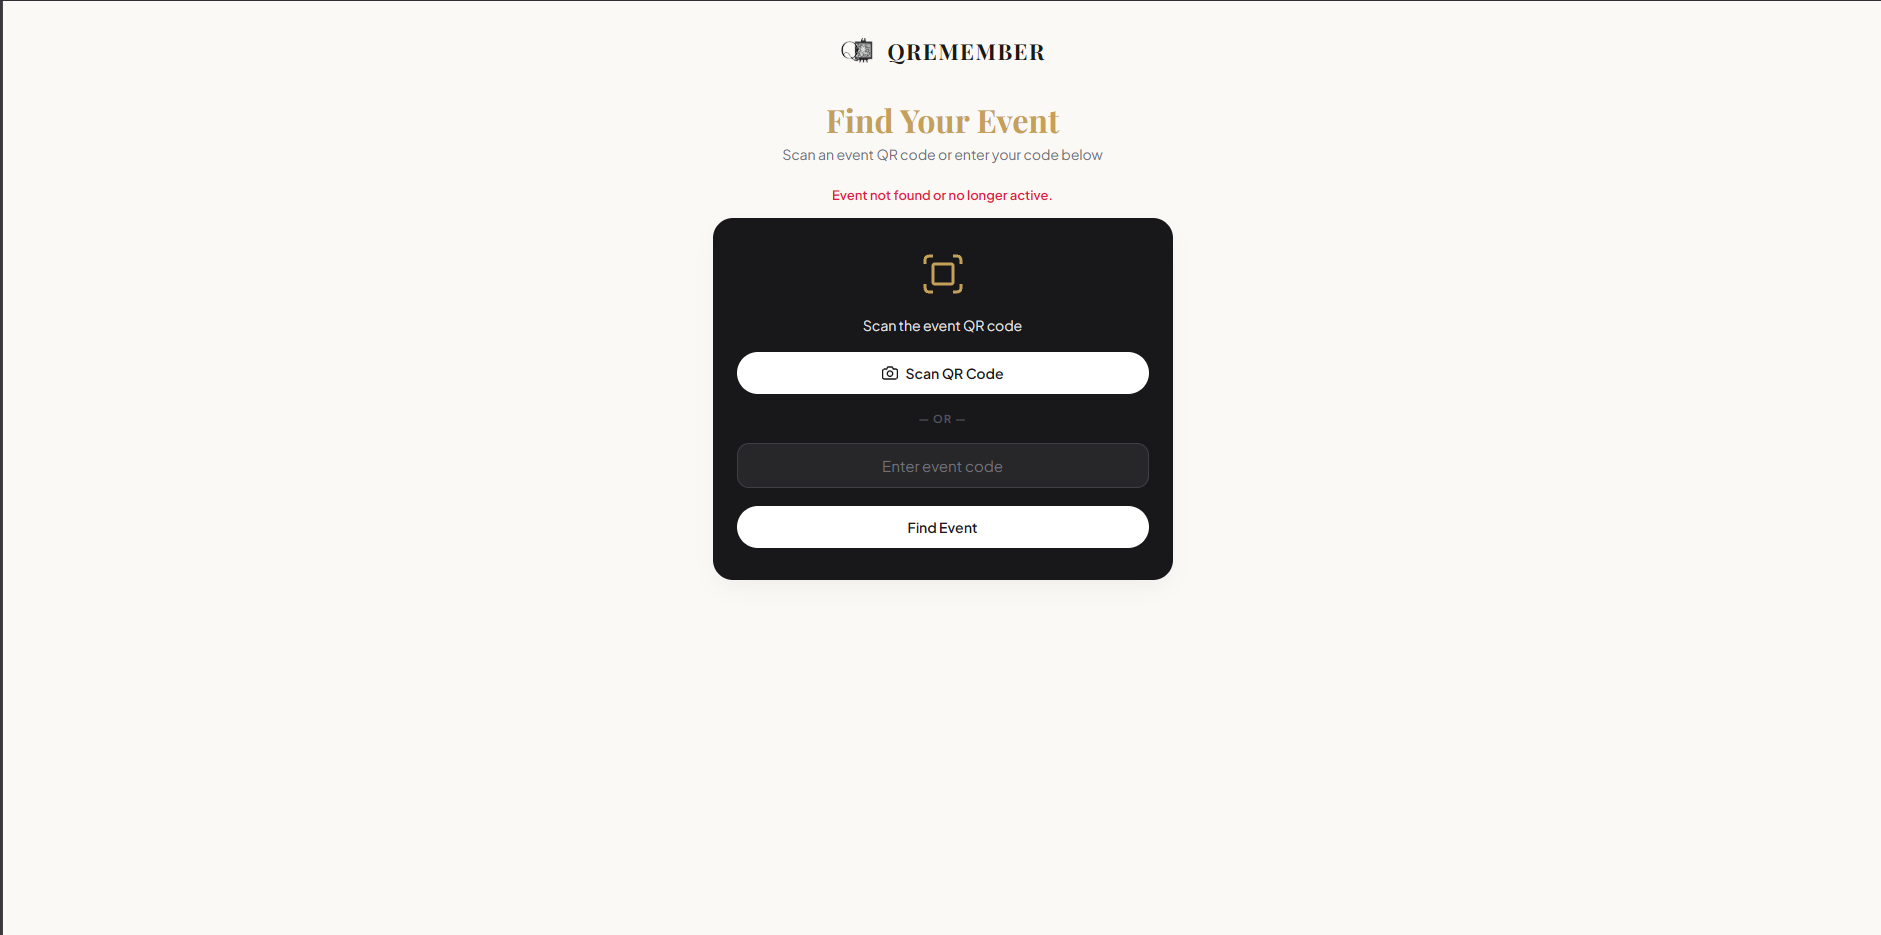 QREMEMBER
Find Your Event
Scan an event QR code or enter your code below
Event not found or no longer active.
Scan the event QR code
Scan QR Code
— OR —
Enter event code
Find Event